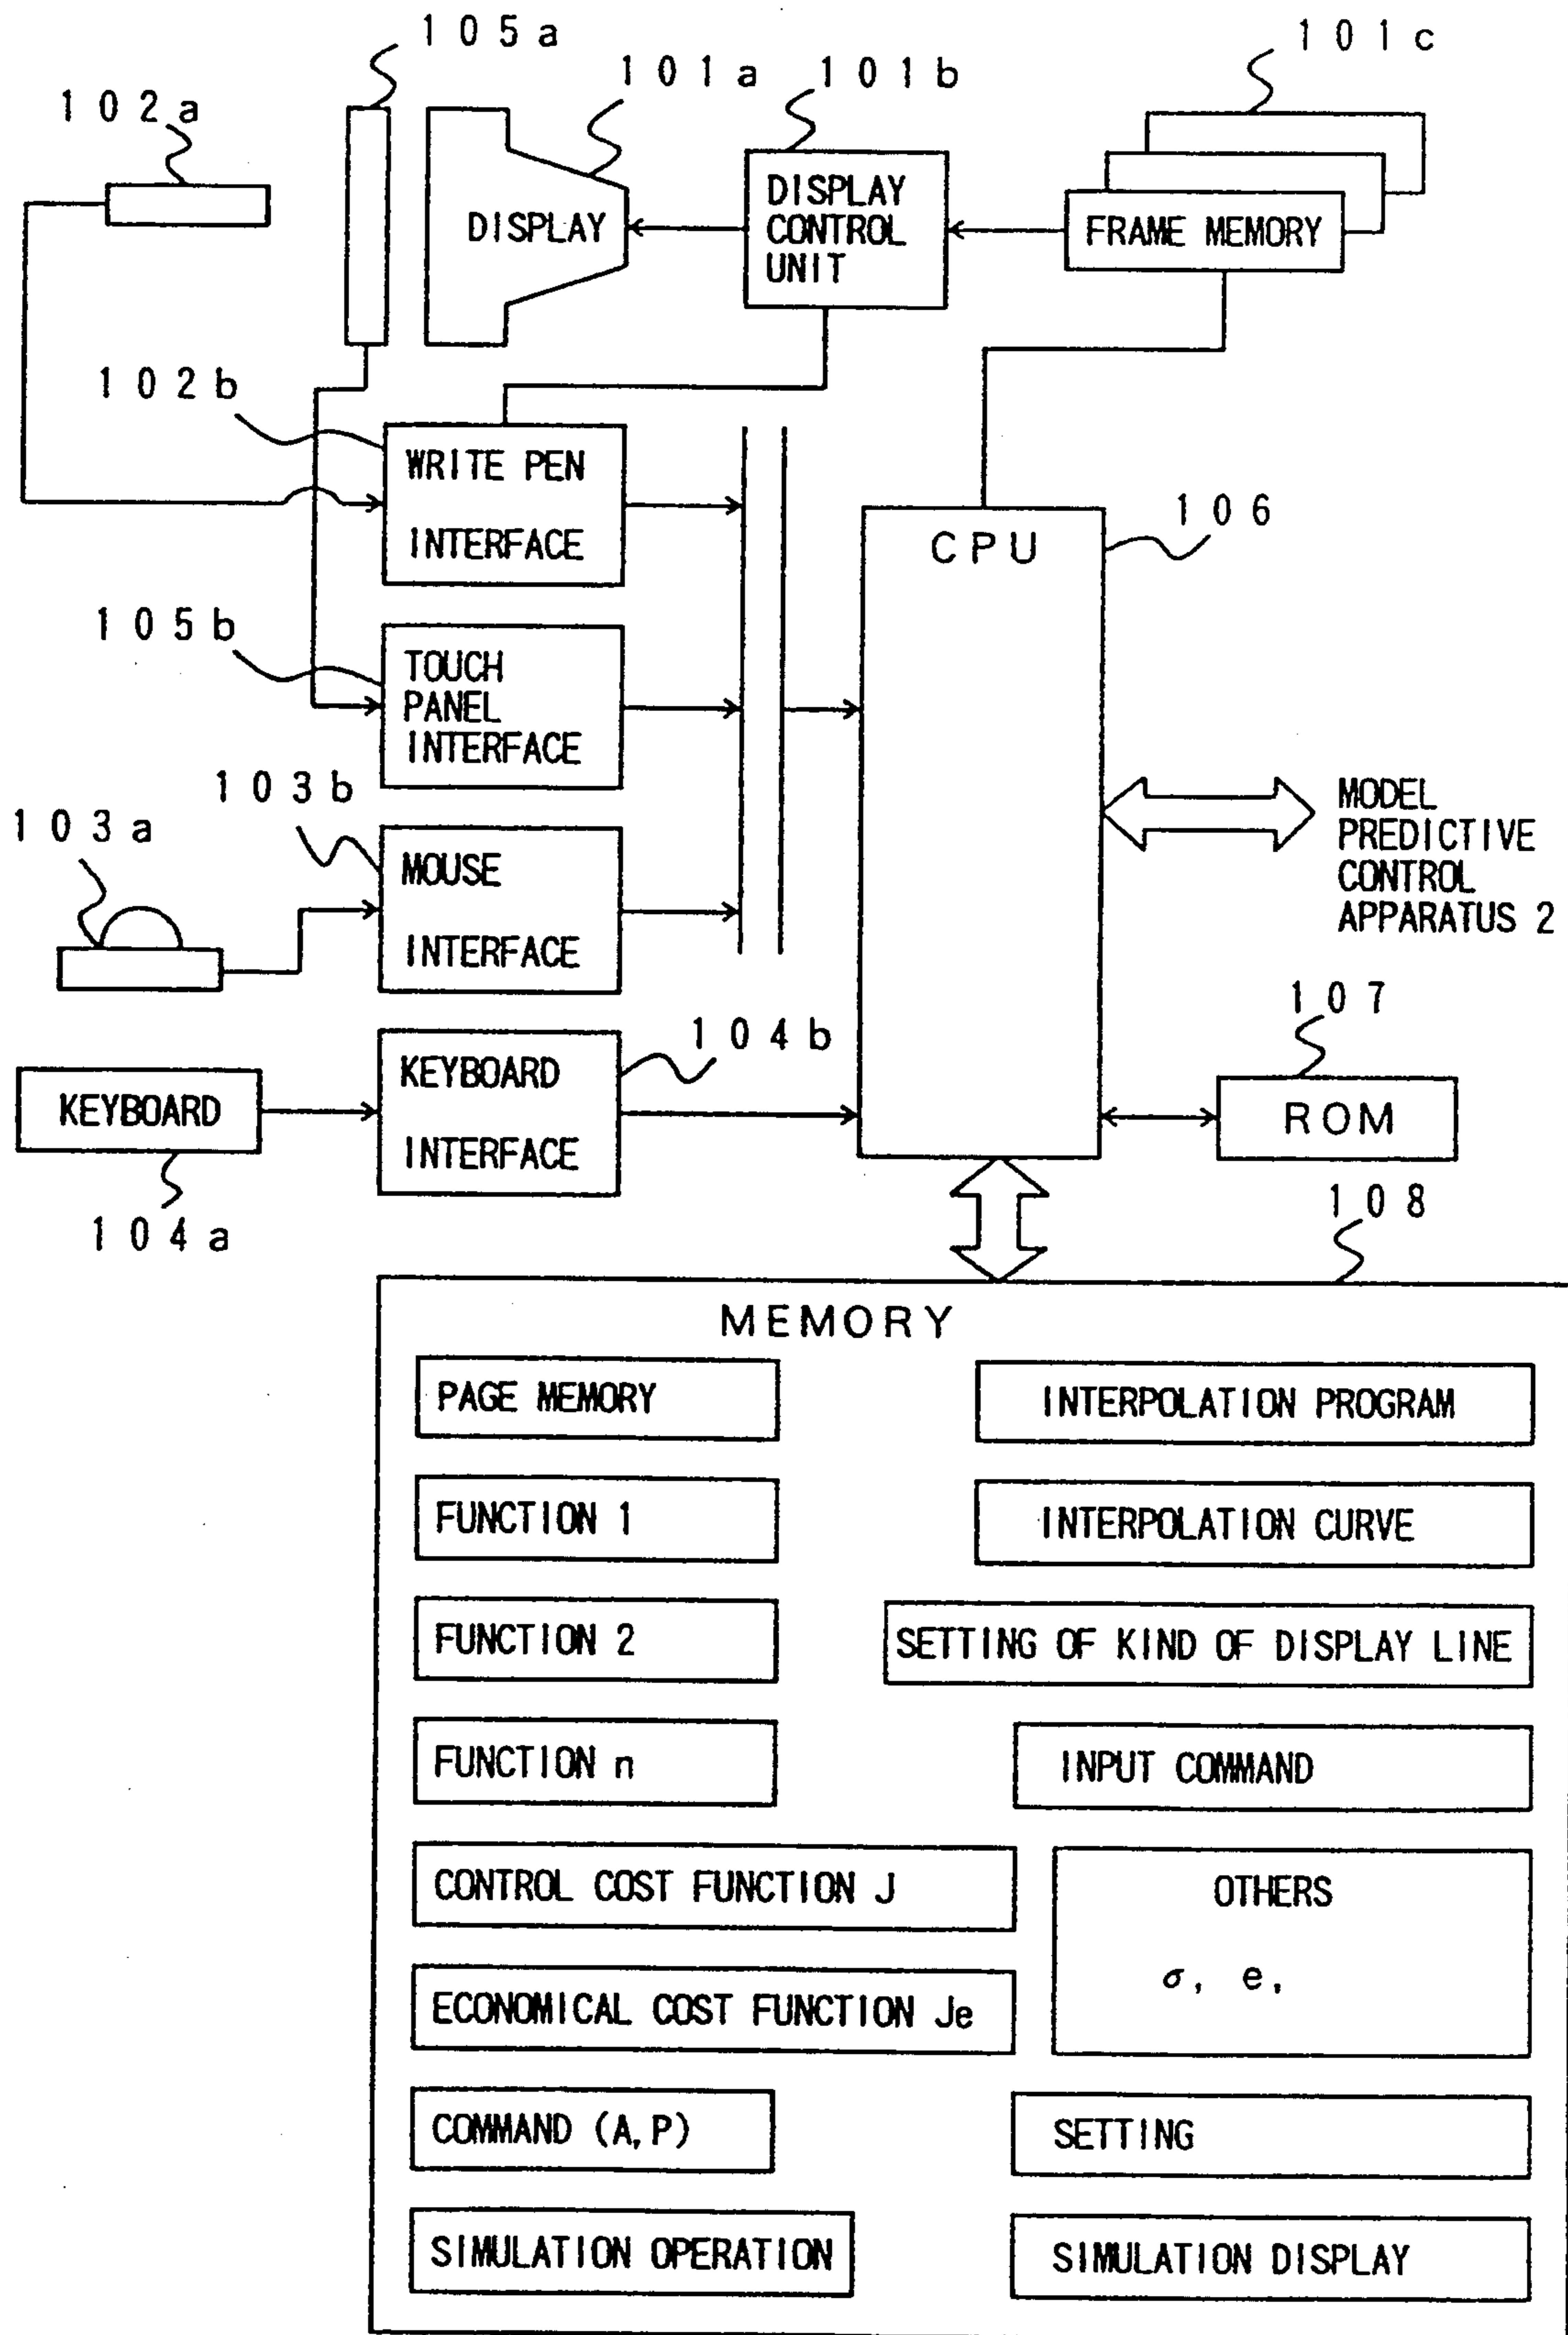 105a
101a
101b
101c
102a
DISPLAY
DISPLAY
CONTROL
UNIT
FRAME MEMORY
102b
WRITE PEN
INTERFACE
CPU
106
105b
TOUCH
PANEL
INTERFACE
103b
MODEL
PREDICTIVE
CONTROL
APPARATUS 2
103a
MOUSE
INTERFACE
107
104b
KEYBOARD
KEYBOARD
INTERFACE
ROM
104a
108
MEMORY
PAGE MEMORY
INTERPOLATION PROGRAM
FUNCTION 1
INTERPOLATION CURVE
FUNCTION 2
SETTING OF KIND OF DISPLAY LINE
FUNCTION n
INPUT COMMAND
CONTROL COST FUNCTION J
OTHERS
σ, e,
ECONOMICAL COST FUNCTION Je
COMMAND (A, P)
SETTING
SIMULATION OPERATION
SIMULATION DISPLAY